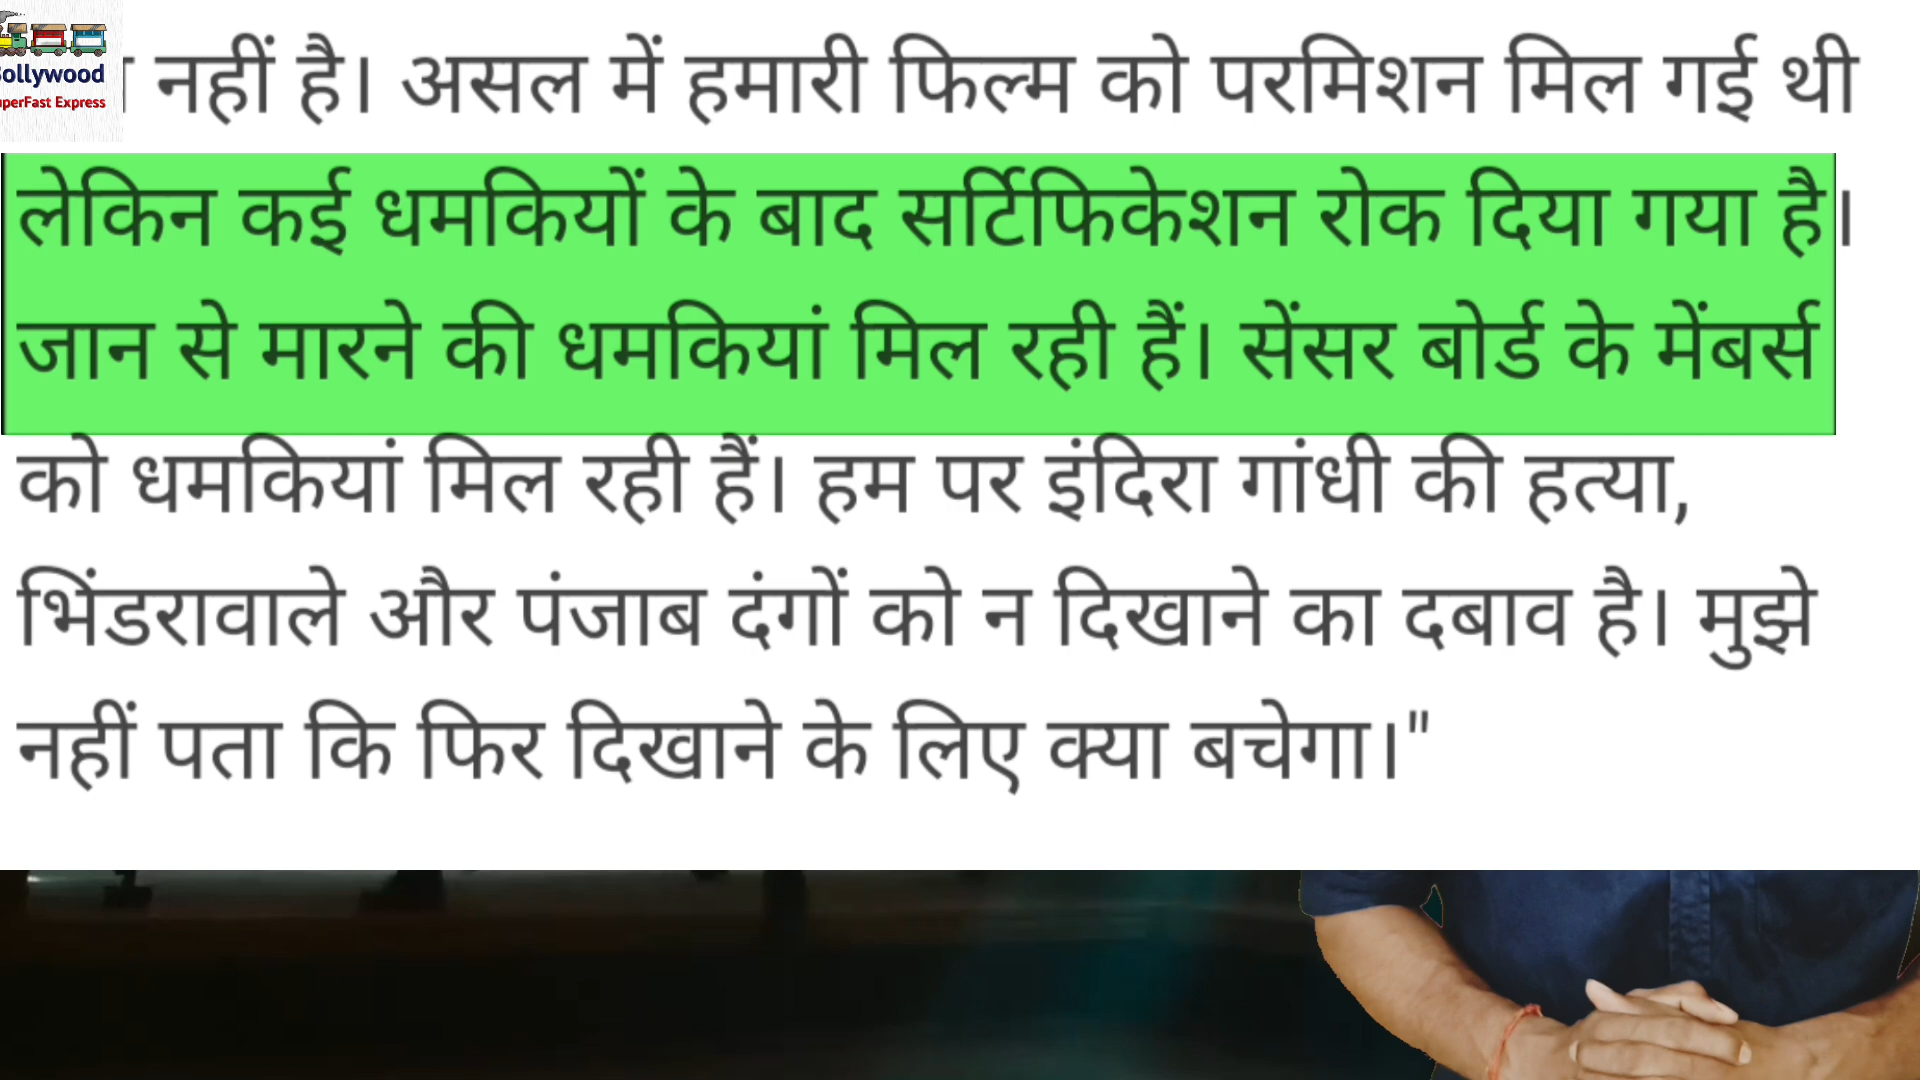 Bollywood
SuperFast Express
नहीं है। असल में हमारी फिल्म को परमिशन मिल गई थी
लेकिन कई धमकियों के बाद सर्टिफिकेशन रोक दिया गया है।
जान से मारने की धमकियां मिल रही हैं। सेंसर बोर्ड के मेंबर्स
को धमकियां मिल रही हैं। हम पर इंदिरा गांधी की हत्या,
भिंडरावाले और पंजाब दंगों को न दिखाने का दबाव है। मुझे
नहीं पता कि फिर दिखाने के लिए क्या बचेगा।"